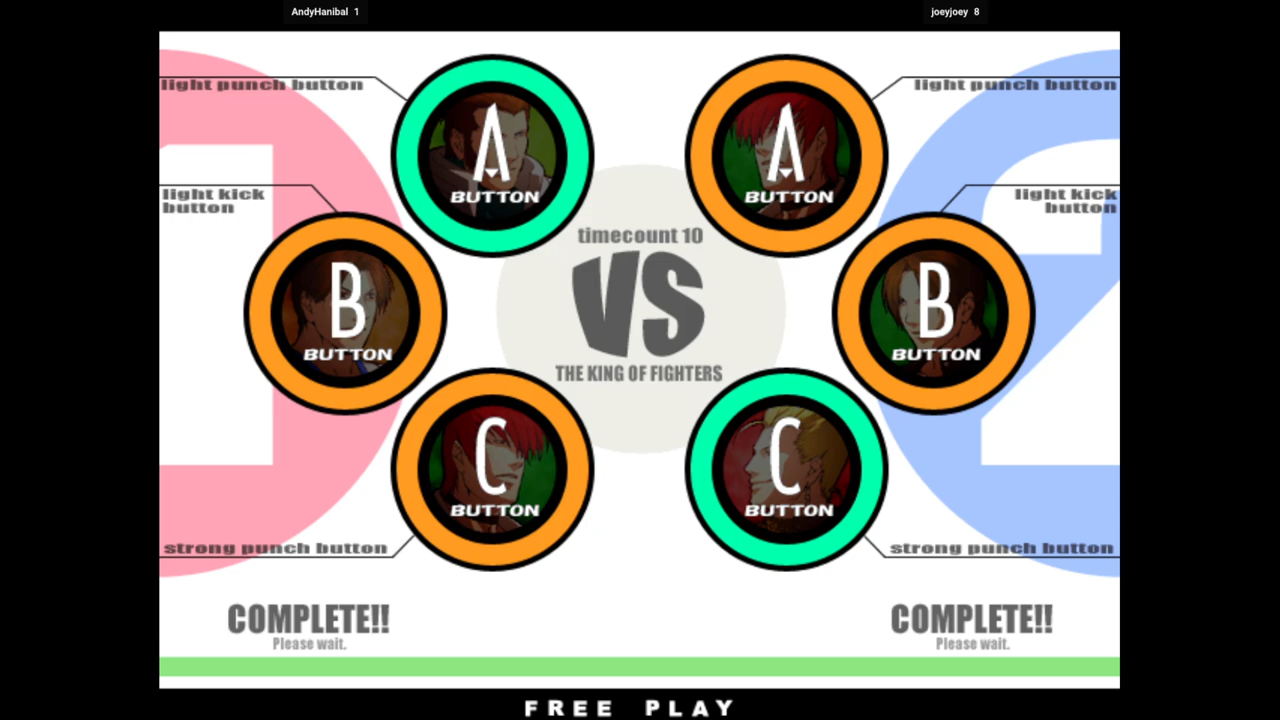 AndyHanibal 1
joeyjoey 8
light punch button
A
BUTTON
A
BUTTON
light punch button
1
2
light kick
button
B
BUTTON
timecount 10
VS
THE KING OF FIGHTERS
light kick
button
B
BUTTON
C
BUTTON
C
BUTTON
strong punch button
strong punch button
COMPLETE!!
Please wait.
COMPLETE!!
Please wait.
FREE PLAY